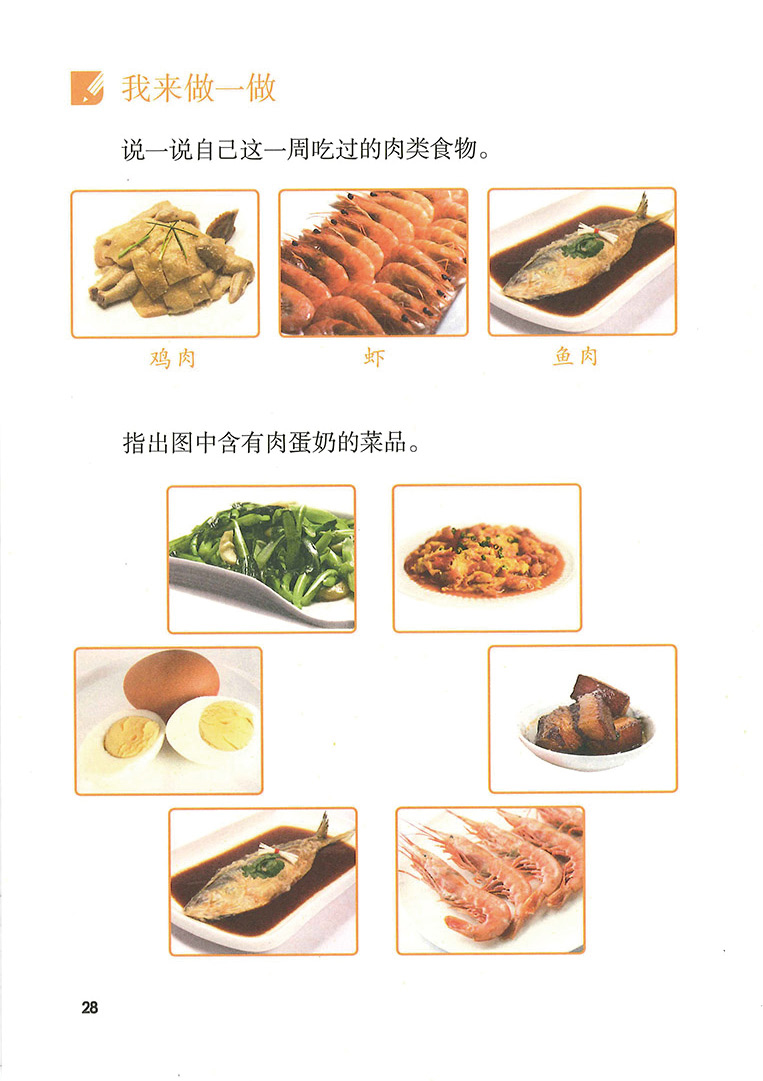 我来做一做
说一说自己这一周吃过的肉类食物。
鸡肉
虾
鱼肉
指出图中含有肉蛋奶的菜品。
28